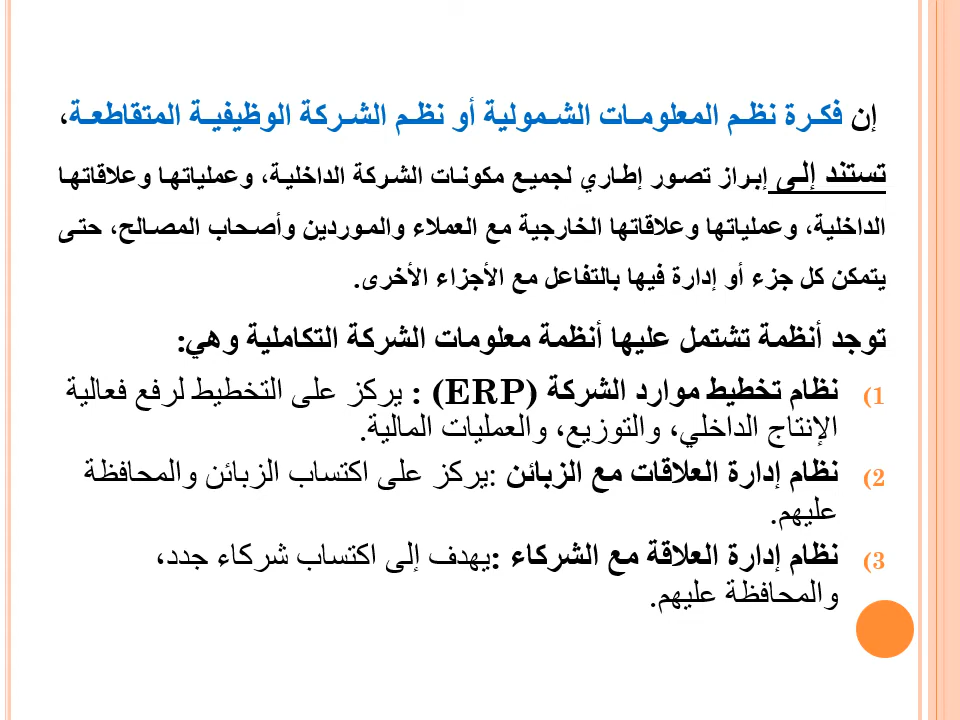 إن فكرة نظم المعلومات الشمولية أو نظم الشركة الوظيفية المتقاطعة،
تستند إلى إبراز تصور إطاري لجميع مكونات الشركة الداخلية، وعملياتها وعلاقاتها
الداخلية، وعملياتها وعلاقاتها الخارجية مع العملاء والموردين وأصحاب المصالح، حتى
يتمكن كل جزء أو إدارة فيها بالتفاعل مع الأجزاء الأخرى.
توجد أنظمة تشتمل عليها أنظمة معلومات الشركة التكاملية وهي:
1) نظام تخطيط موارد الشركة (ERP) : يركز على التخطيط لرفع فعالية
الإنتاج الداخلي، والتوزيع، والعمليات المالية.
2) نظام إدارة العلاقات مع الزبائن :يركز على اكتساب الزبائن والمحافظة
عليهم.
3) نظام إدارة العلاقة مع الشركاء :يهدف إلى اكتساب شركاء جدد،
والمحافظة عليهم.